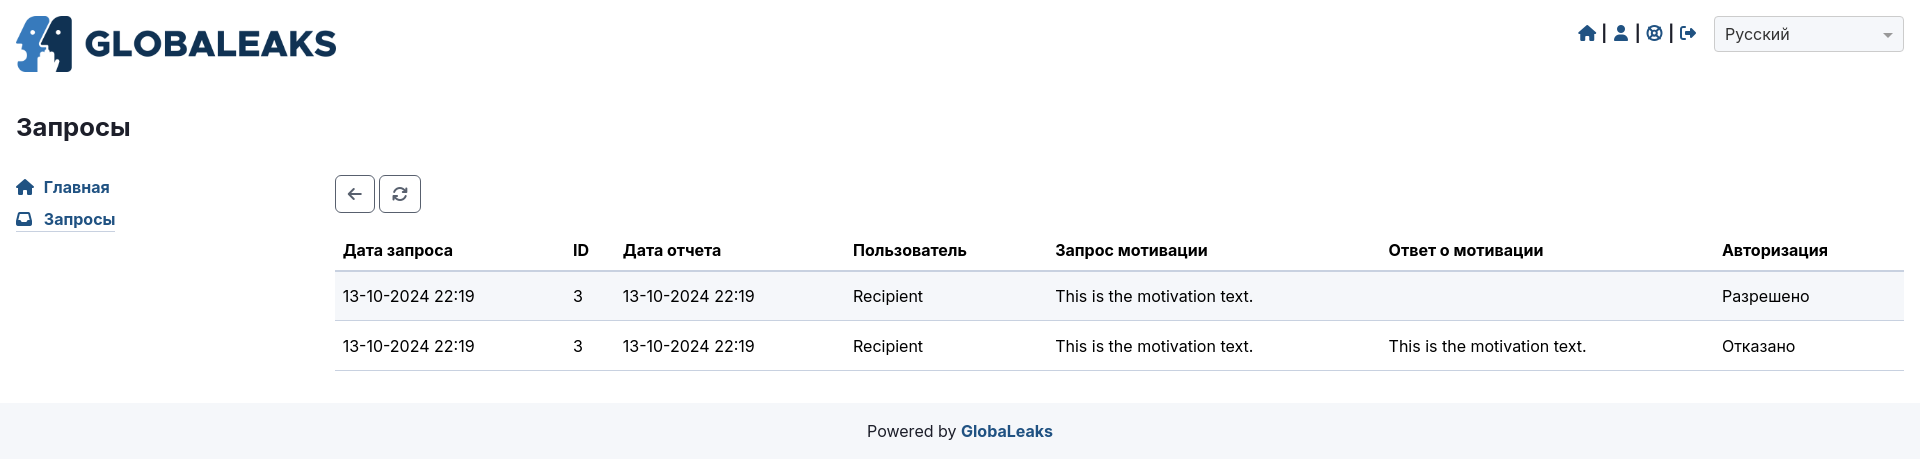 GLOBALEAKS
Русский
Запросы
Главная
Запросы
Дата запроса ID Дата отчета Пользователь Запрос мотивации Ответ о мотивации Авторизация
13-10-2024 22:19 3 13-10-2024 22:19 Recipient This is the motivation text. Разрешено
13-10-2024 22:19 3 13-10-2024 22:19 Recipient This is the motivation text. This is the motivation text. Отказано
Powered by GlobaLeaks